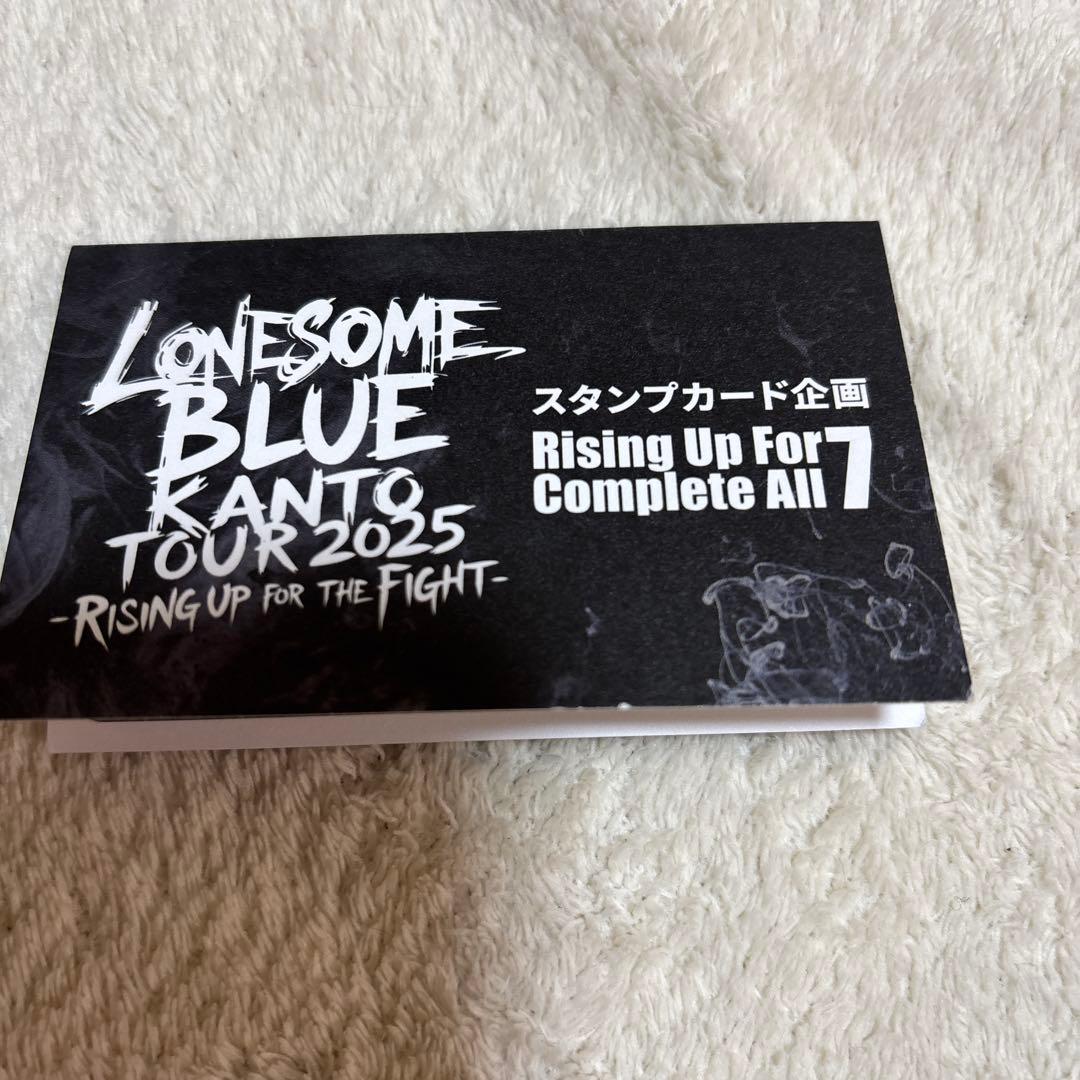 LONESOME
BLUE
KANTO
TOUR 2025
-RISING UP FOR THE FIGHT-
スタンプカード企画
Rising Up For
Complete All 7